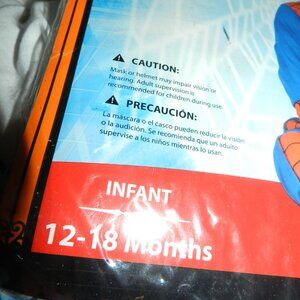 CAUTION:
Mask or helmet may impair vision or
hearing. Adult supervision is
recommended for children during use.
PRECAUCIÓN:
La máscara o el casco pueden reducir la visión
o la audición. Se recomienda que un adulto
supervise a los niños mientras lo usan.
INFANT
12-18 Months